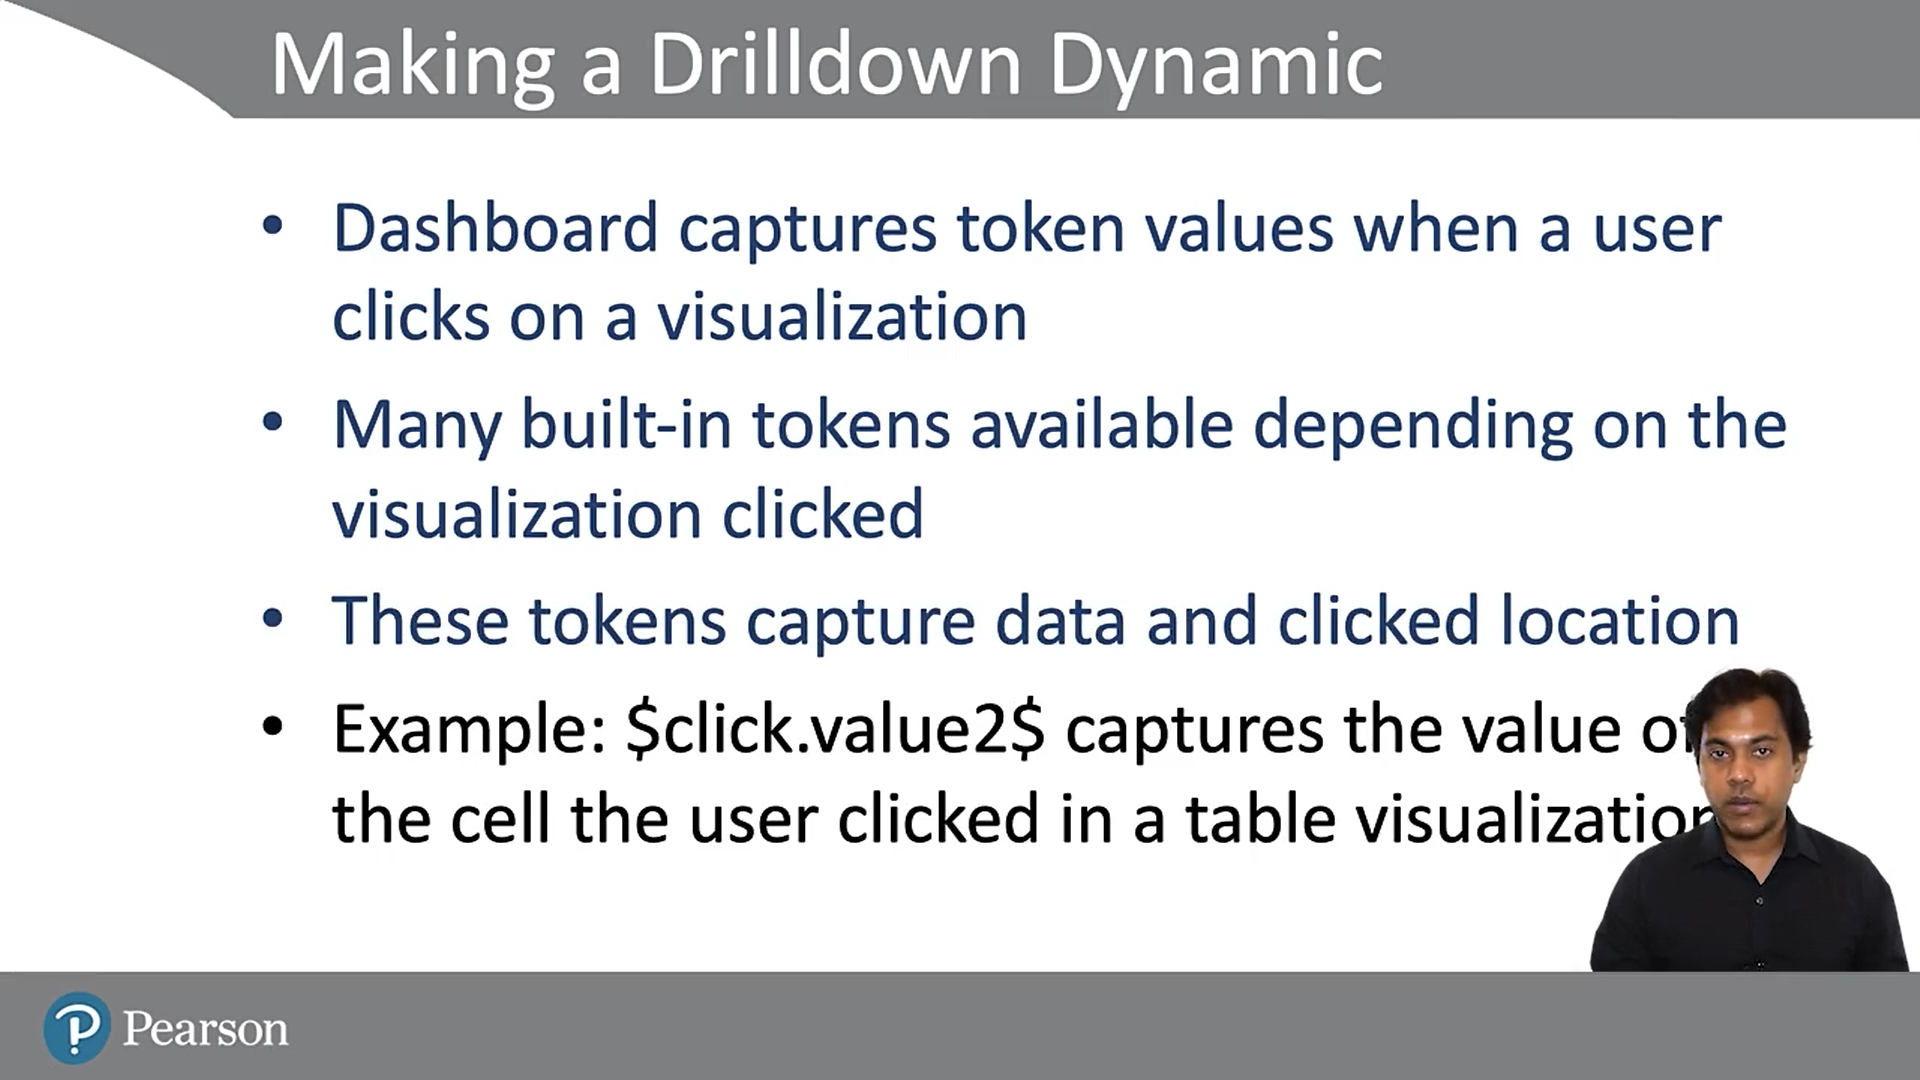 Making a Drilldown Dynamic
• Dashboard captures token values when a user
clicks on a visualization
• Many built-in tokens available depending on the
visualization clicked
• These tokens capture data and clicked location
• Example: $click.value2$ captures the value of
the cell the user clicked in a table visualization
Pearson